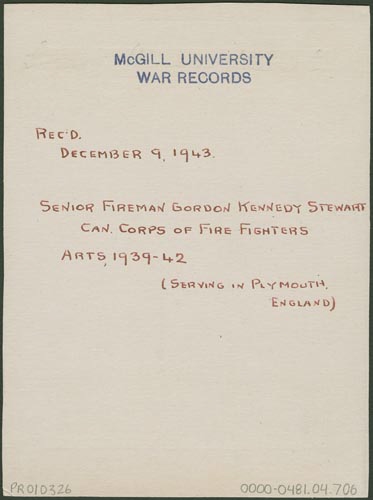 McGILL UNIVERSITY
WAR RECORDS
REC'D.
DECEMBER 9, 1943.
SENIOR FIREMAN GORDON KENNEDY STEWART
CAN. CORPS OF FIRE FIGHTERS
ARTS, 1939-42
(SERVING IN PLYMOUTH,
ENGLAND)
PR010326
0000-0481.04.706